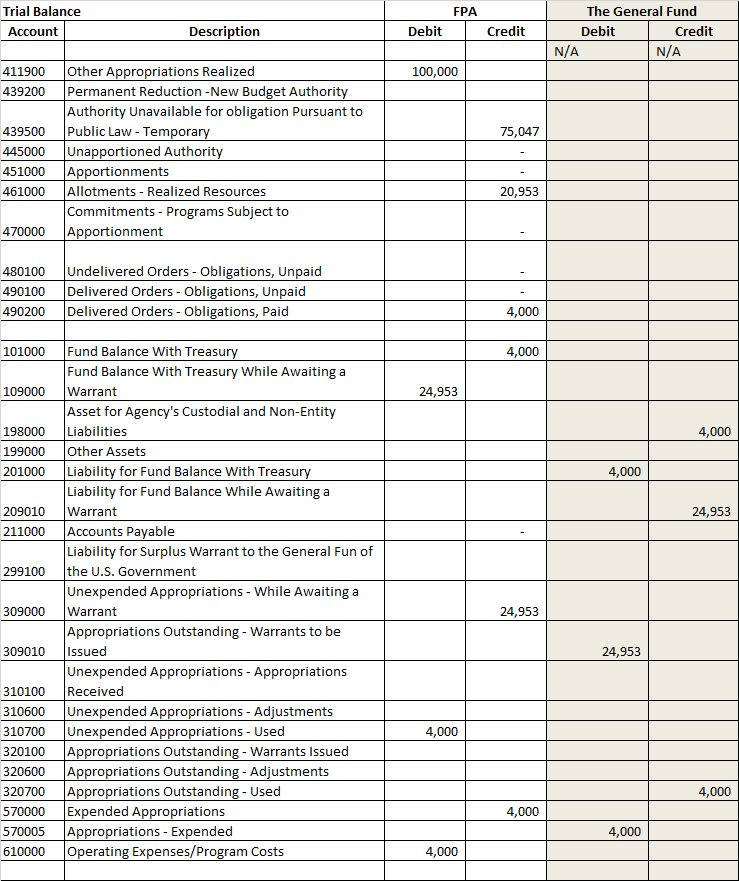 Trial Balance FPA The General Fund
Account Description Debit Credit Debit Credit
N/A N/A
411900 Other Appropriations Realized 100,000
439200 Permanent Reduction -New Budget Authority
Authority Unavailable for obligation Pursuant to
439500 Public Law - Temporary 75,047
445000 Unapportioned Authority -
451000 Apportionments -
461000 Allotments - Realized Resources 20,953
Commitments - Programs Subject to
470000 Apportionment -
480100 Undelivered Orders - Obligations, Unpaid -
490100 Delivered Orders - Obligations, Unpaid -
490200 Delivered Orders - Obligations, Paid 4,000
101000 Fund Balance With Treasury 4,000
Fund Balance With Treasury While Awaiting a
109000 Warrant 24,953
Asset for Agency's Custodial and Non-Entity
198000 Liabilities 4,000
199000 Other Assets
201000 Liability for Fund Balance With Treasury 4,000
Liability for Fund Balance While Awaiting a
209010 Warrant 24,953
211000 Accounts Payable -
Liability for Surplus Warrant to the General Fun of
299100 the U.S. Government
Unexpended Appropriations - While Awaiting a
309000 Warrant 24,953
Appropriations Outstanding - Warrants to be
309010 Issued 24,953
Unexpended Appropriations - Appropriations
310100 Received
310600 Unexpended Appropriations - Adjustments
310700 Unexpended Appropriations - Used 4,000
320100 Appropriations Outstanding - Warrants Issued
320600 Appropriations Outstanding - Adjustments
320700 Appropriations Outstanding - Used 4,000
570000 Expended Appropriations 4,000
570005 Appropriations - Expended 4,000
610000 Operating Expenses/Program Costs 4,000